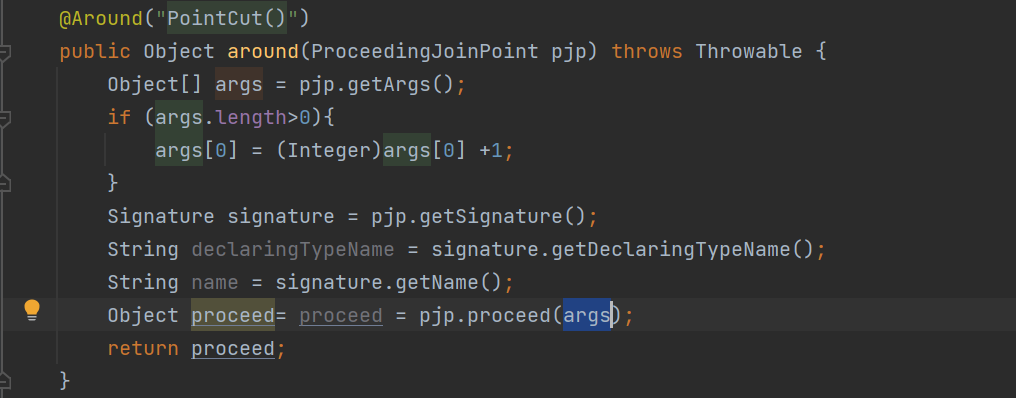 @Around("PointCut()")
public Object around(ProceedingJoinPoint pjp) throws Throwable {
Object[] args = pjp.getArgs();
if (args.length>0){
args[0] = (Integer)args[0] +1;
}
Signature signature = pjp.getSignature();
String declaringTypeName = signature.getDeclaringTypeName();
String name = signature.getName();
Object proceed= proceed = pjp.proceed(args);
return proceed;
}